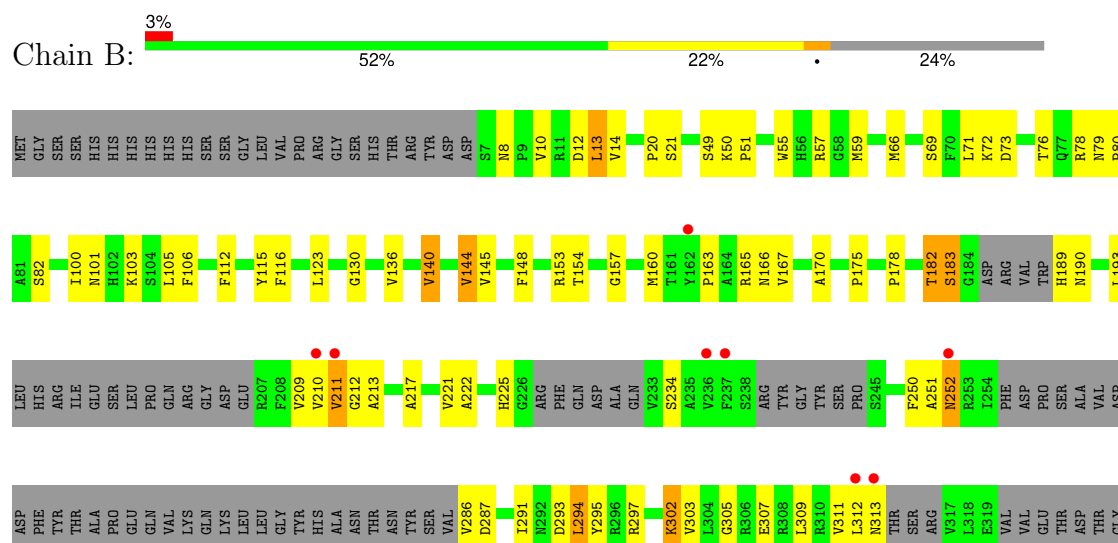 3%
Chain B:
52% 22% • 24%
MET GLY SER SER HIS HIS HIS HIS HIS HIS SER SER GLY LEU VAL PRO ARG GLY SER HIS THR ARG TYR ASP ASP S7 N8 P9 V10 R11 D12 L13 V14 P20 S21 S49 K50 P51 W55 H56 R57 G58 M59 M66 S69 F70 L71 K72 D73 T76 Q77 R78 N79
A81 S82 I100 N101 H102 K103 S104 L105 F106 F112 Y115 F116 L123 G130 V136 V140 V144 V145 F148 R153 T154 G157 M160 T161 Y162 P163 A164 R165 N166 V167 A170 P175 P178 T182 S183 G184 ASP ARG VAL TRP H189 N190
LEU HIS ARG ILE GLU SER LEU PRO GLN ARG GLY ASP GLU R207 F208 V209 V210 V211 G212 A213 A217 V221 A222 H225 G226 ARG PHE GLN ASP ALA GLN V233 S234 A235 V236 F237 S238 ARG TYR GLY TYR SER PRO S245 F250 A251 N252 R253 I254 PHE ASP PRO SER ALA VAL ASP
ASP PHE TYR THR ALA PRO GLU GLN VAL LYS GLN LYS LEU LEU GLY TYR HIS ALA ASN THR ASN TYR SER VAL V286 D287 I291 N292 D293 L294 Y295 R296 R297 K302 V303 L304 G305 R306 E307 R308 L309 R310 V311 L312 N313 THR SER ARG V317 L318 E319 VAL VAL GLU THR ASP THR